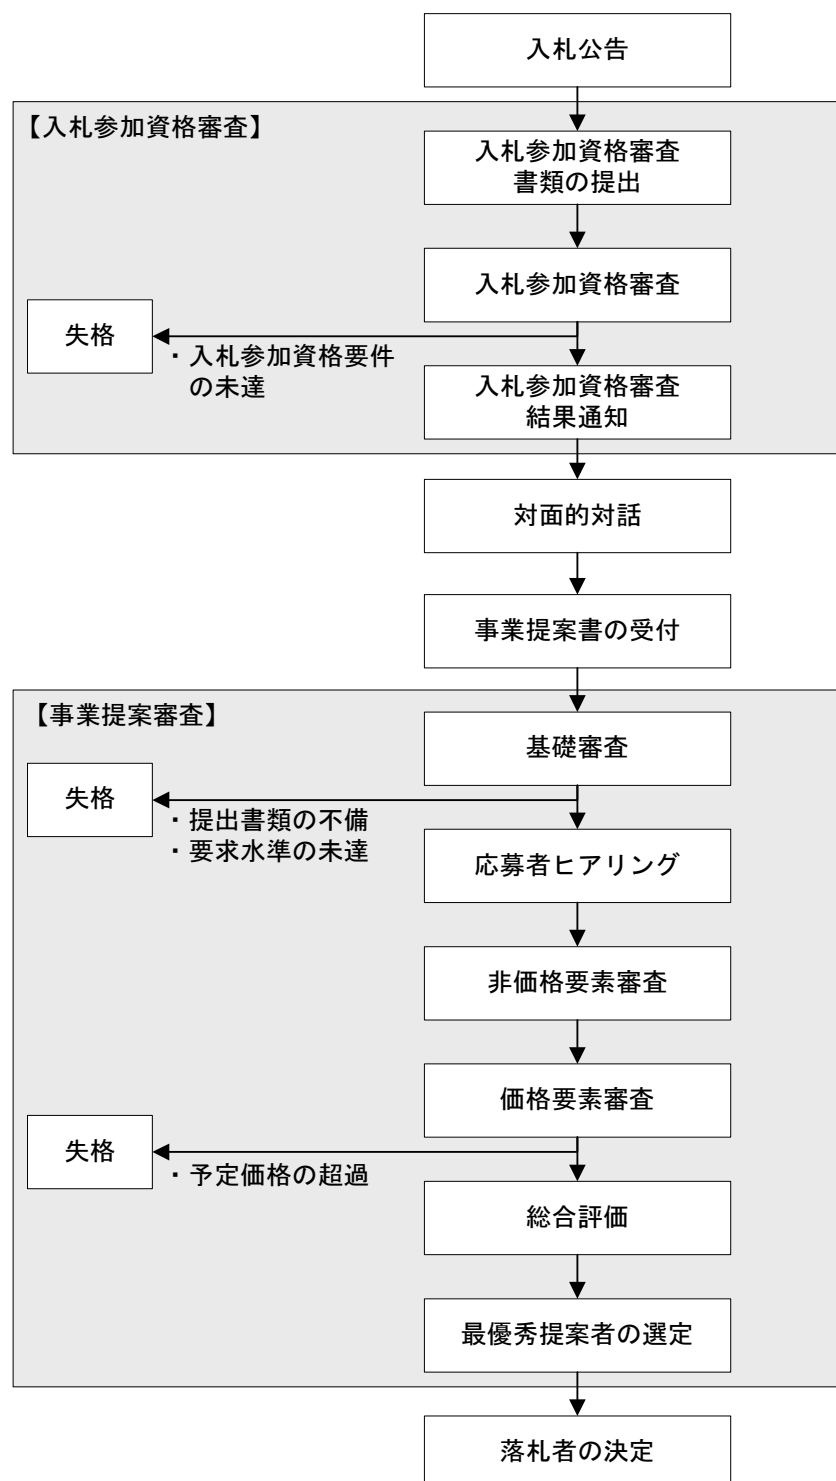 入札公告
【入札参加資格審査】
入札参加資格審査
書類の提出
入札参加資格審査
失格
・入札参加資格要件
の未達
入札参加資格審査
結果通知
対面的対話
事業提案書の受付
【事業提案審査】
基礎審査
失格
・提出書類の不備
・要求水準の未達
応募者ヒアリング
非価格要素審査
価格要素審査
失格
・予定価格の超過
総合評価
最優秀提案者の選定
落札者の決定